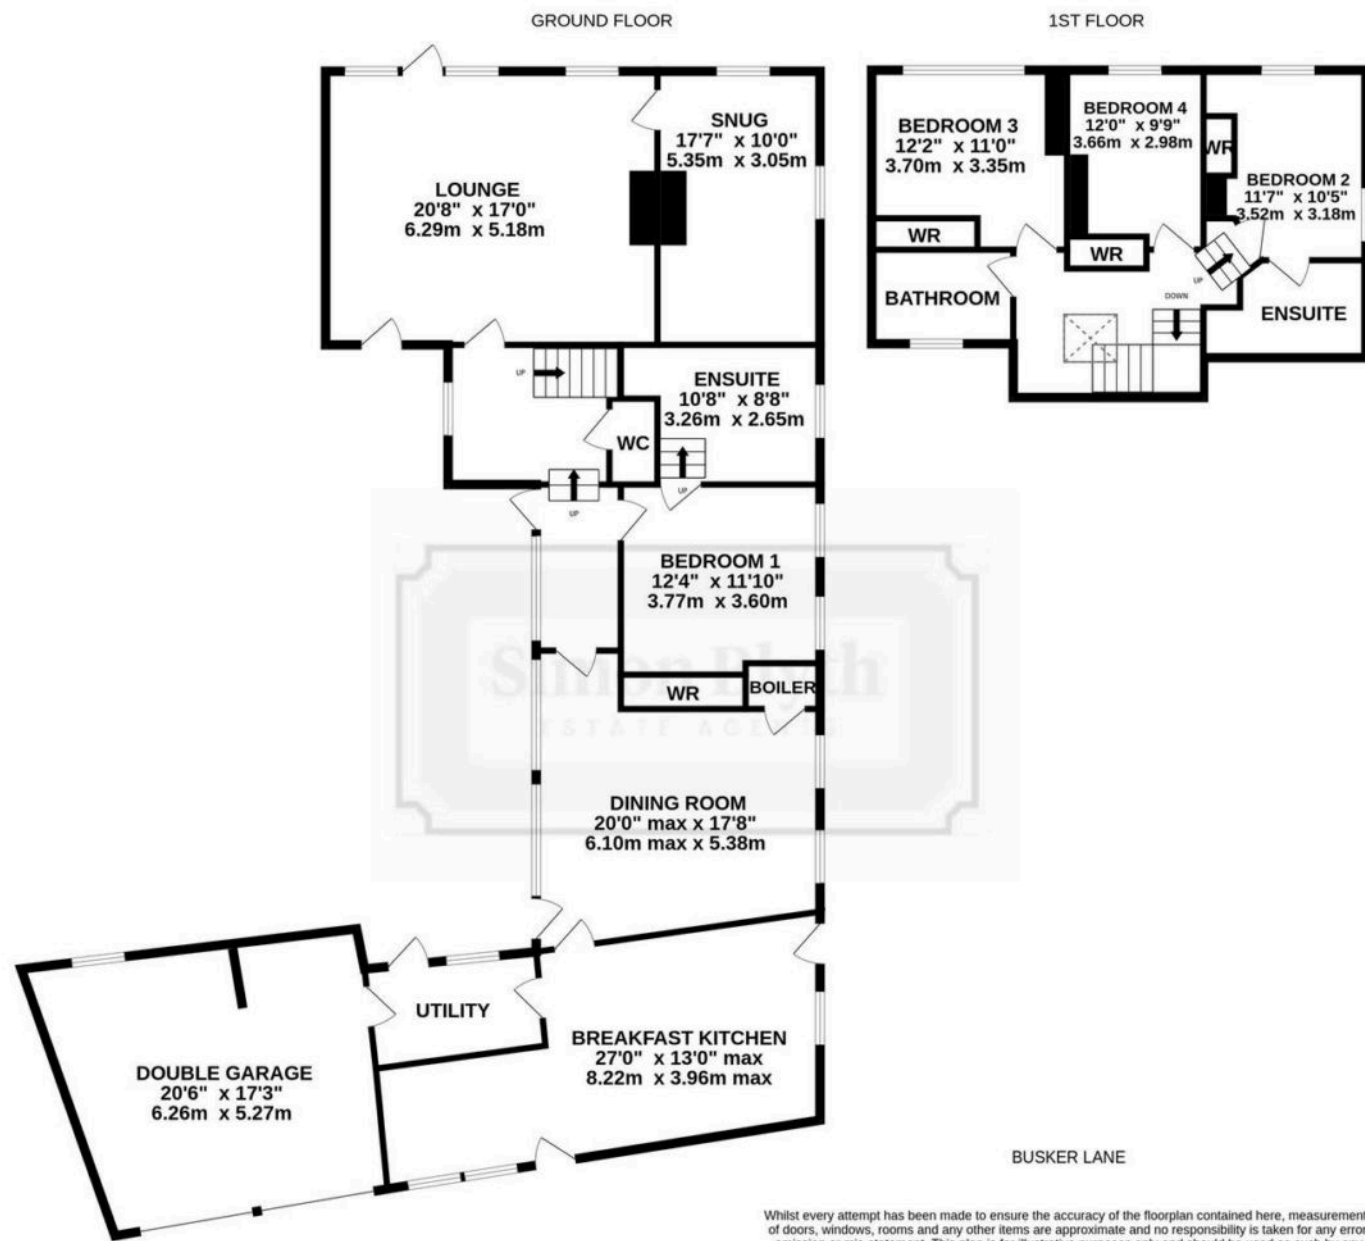 GROUND FLOOR
1ST FLOOR
LOUNGE
20'8" x 17'0"
6.29m x 5.18m
SNUG
17'7" x 10'0"
5.35m x 3.05m
UP
ENSUITE
10'8" x 8'8"
3.26m x 2.65m
WC
UP
UP
BEDROOM 1
12'4" x 11'10"
3.77m x 3.60m
WR
BOILER
Simon Blyth
ESTATE AGENTS
DINING ROOM
20'0" max x 17'8"
6.10m max x 5.38m
UTILITY
BREAKFAST KITCHEN
27'0" x 13'0" max
8.22m x 3.96m max
DOUBLE GARAGE
20'6" x 17'3"
6.26m x 5.27m
BEDROOM 3
12'2" x 11'0"
3.70m x 3.35m
WR
BEDROOM 4
12'0" x 9'9"
3.66m x 2.98m
WR
WR
BEDROOM 2
11'7" x 10'5"
3.52m x 3.18m
BATHROOM
UP
DOWN
ENSUITE
BUSKER LANE
Whilst every attempt has been made to ensure the accuracy of the floorplan contained here, measurement
of doors, windows, rooms and any other items are approximate and no responsibility is taken for any error